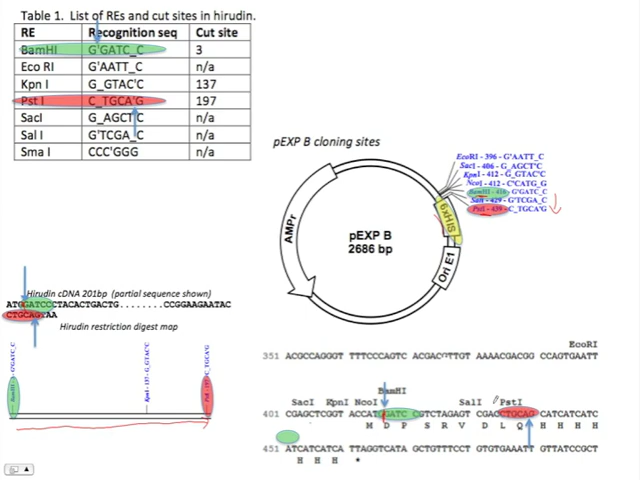 Table 1. List of REs and cut sites in hirudin.
RE Recognition seq Cut site
BamHI G'GATC_C 3
Eco RI G'AATT_C n/a
Kpn I G_GTAC'C 137
Pst I C_TGCA'G 197
SacI G_AGCT'C n/a
Sal I G'TCGA_C n/a
Sma I CCC'GGG n/a
pEXP B cloning sites
EcoRI - 396 - G'AATT_C
SacI - 406 - G_AGCT'C
KpnI - 412 - G_GTAC'C
NcoI - 412 - C'CATG_G
BamHI - 416 - G'GATC_C
SalI - 429 - G'TCGA_C
PstI - 439 - C_TGCA'G
AMPr
6xHIS
pEXP B
2686 bp
Ori E1
Hirudin cDNA 201bp (partial sequence shown)
ATGGATCCCTACACTGACTG........CCGGAAGAATAC
CTGCAGTAA
Hirudin restriction digest map
G'GATC_C
KpnI - 137 - G_GTAC'C
C_TGCA'G
EcoRI
351 ACGCCAGGGT TTTCCCAGTC ACGACGTTGT AAAACGACGG CCAGTGAATT
BamHI
SacI KpnI NcoI SalI PstI
401 CGAGCTCGGT ACCATGGATC CGTCTAGAGT CGACCTGCAG CATCATCATC
M D P S R V D L Q H H H H
451 ATCATCATCA TTAGGTCATA GCTGTTTCCT GTGTGAAATT GTTATCCGCT
H H H *